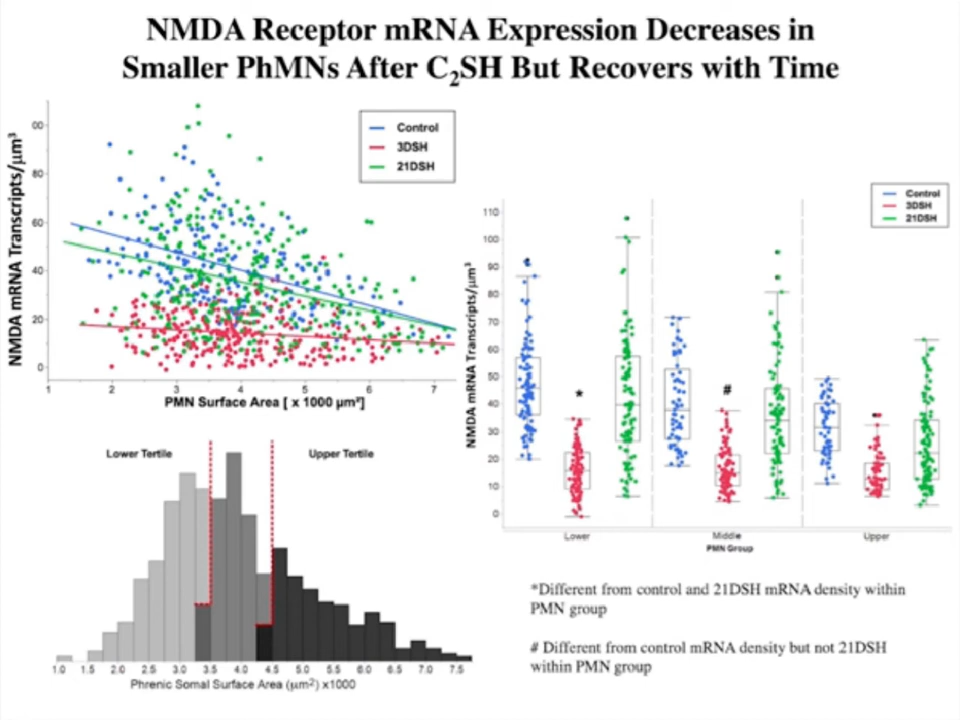 NMDA Receptor mRNA Expression Decreases in
Smaller PhMNs After C2SH But Recovers with Time
NMDA mRNA Transcripts/µm³
00
80
60
40
20
0
Control
3DSH
21DSH
1 2 3 4 5 6 7
PMN Surface Area [ x 1000 µm²]
Lower Tertile
Upper Tertile
1.0 1.5 2.0 2.5 3.0 3.5 4.0 4.5 5.0 5.5 6.0 6.5 7.0 7.5
Phrenic Somal Surface Area (µm²) x1000
Control
3DSH
21DSH
NMDA mRNA Transcripts/µm³
110
100
90
80
70
60
50
40
30
20
10
0
*
#
Lower Middle Upper
PMN Group
*Different from control and 21DSH mRNA density within
PMN group
# Different from control mRNA density but not 21DSH
within PMN group